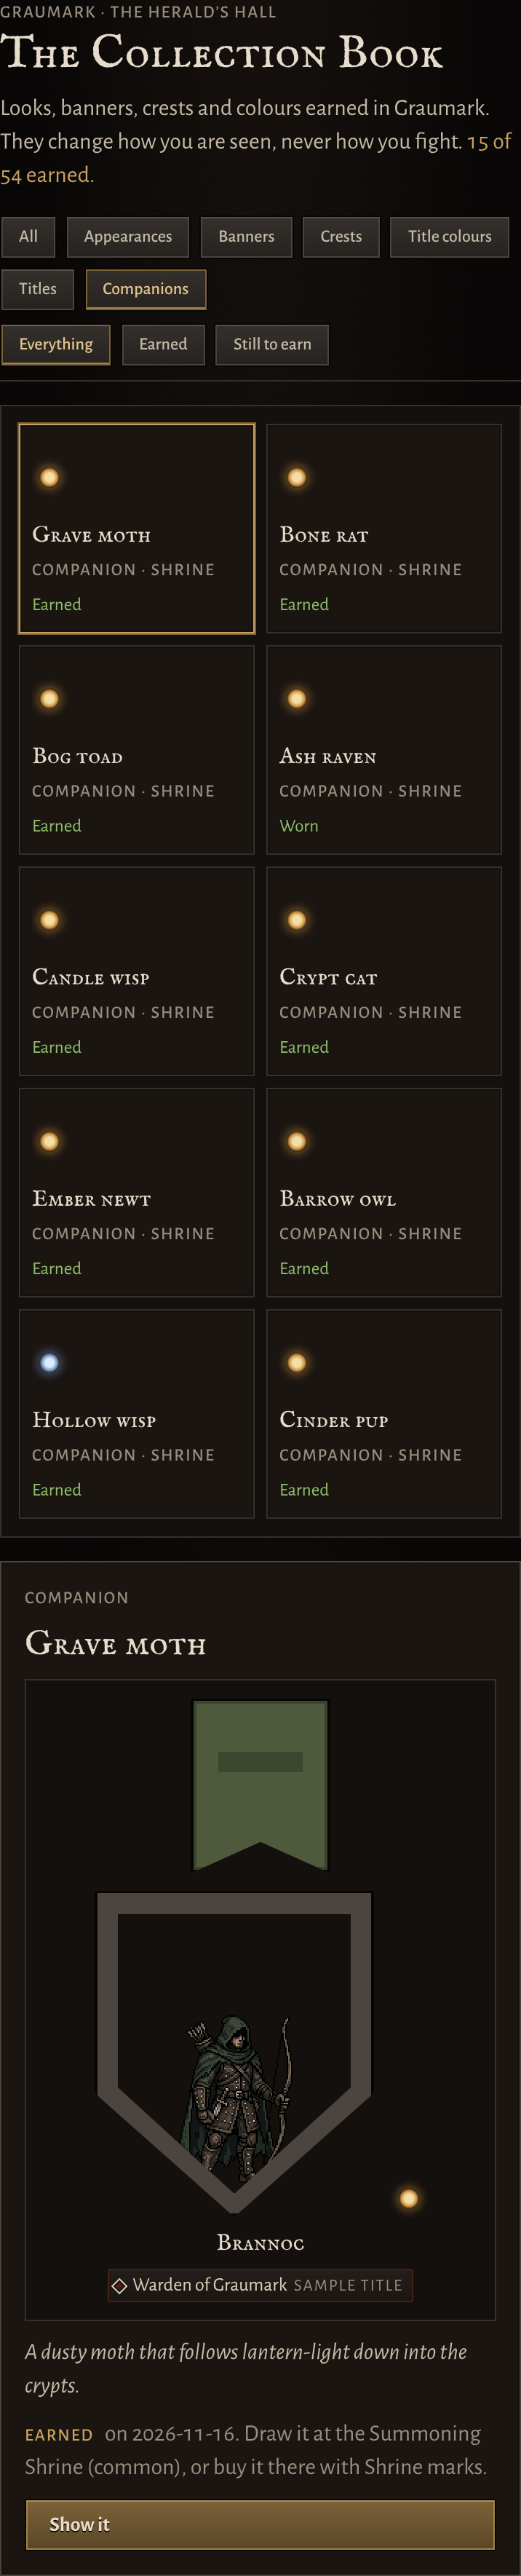 GRAUMARK · THE HERALD'S HALL
The Collection Book
Looks, banners, crests and colours earned in Graumark.
They change how you are seen, never how you fight. 15 of
54 earned.
All Appearances Banners Crests Title colours
Titles Companions
Everything Earned Still to earn
Grave moth Bone rat
COMPANION · SHRINE COMPANION · SHRINE
Earned Earned
Bog toad Ash raven
COMPANION · SHRINE COMPANION · SHRINE
Earned Worn
Candle wisp Crypt cat
COMPANION · SHRINE COMPANION · SHRINE
Earned Earned
Ember newt Barrow owl
COMPANION · SHRINE COMPANION · SHRINE
Earned Earned
Hollow wisp Cinder pup
COMPANION · SHRINE COMPANION · SHRINE
Earned Earned
COMPANION
Grave moth
Brannoc
Warden of Graumark SAMPLE TITLE
A dusty moth that follows lantern-light down into the
crypts.
EARNED on 2026-11-16. Draw it at the Summoning
Shrine (common), or buy it there with Shrine marks.
Show it